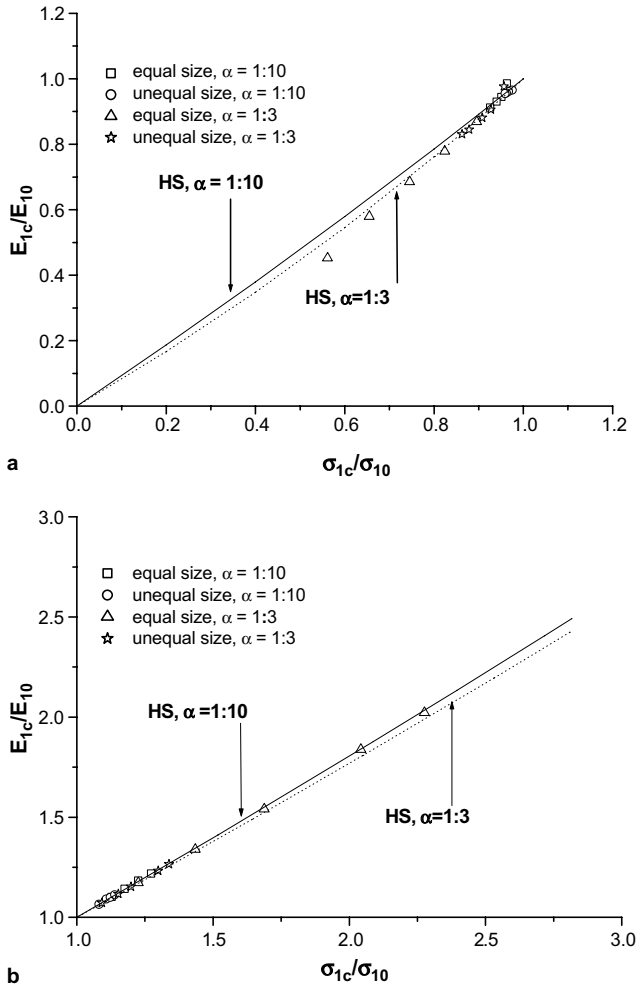 1.2
1.0
0.8
0.6
0.4
0.2
0.0
E1c/E10
equal size, α = 1:10
unequal size, α = 1:10
equal size, α = 1:3
unequal size, α = 1:3
HS, α = 1:10
HS, α=1:3
0.0 0.2 0.4 0.6 0.8 1.0 1.2
a
σ1c/σ10
3.0
2.5
2.0
1.5
1.0
E1c/E10
equal size, α = 1:10
unequal size, α = 1:10
equal size, α = 1:3
unequal size, α = 1:3
HS, α =1:10
HS, α=1:3
1.0 1.5 2.0 2.5 3.0
b
σ1c/σ10